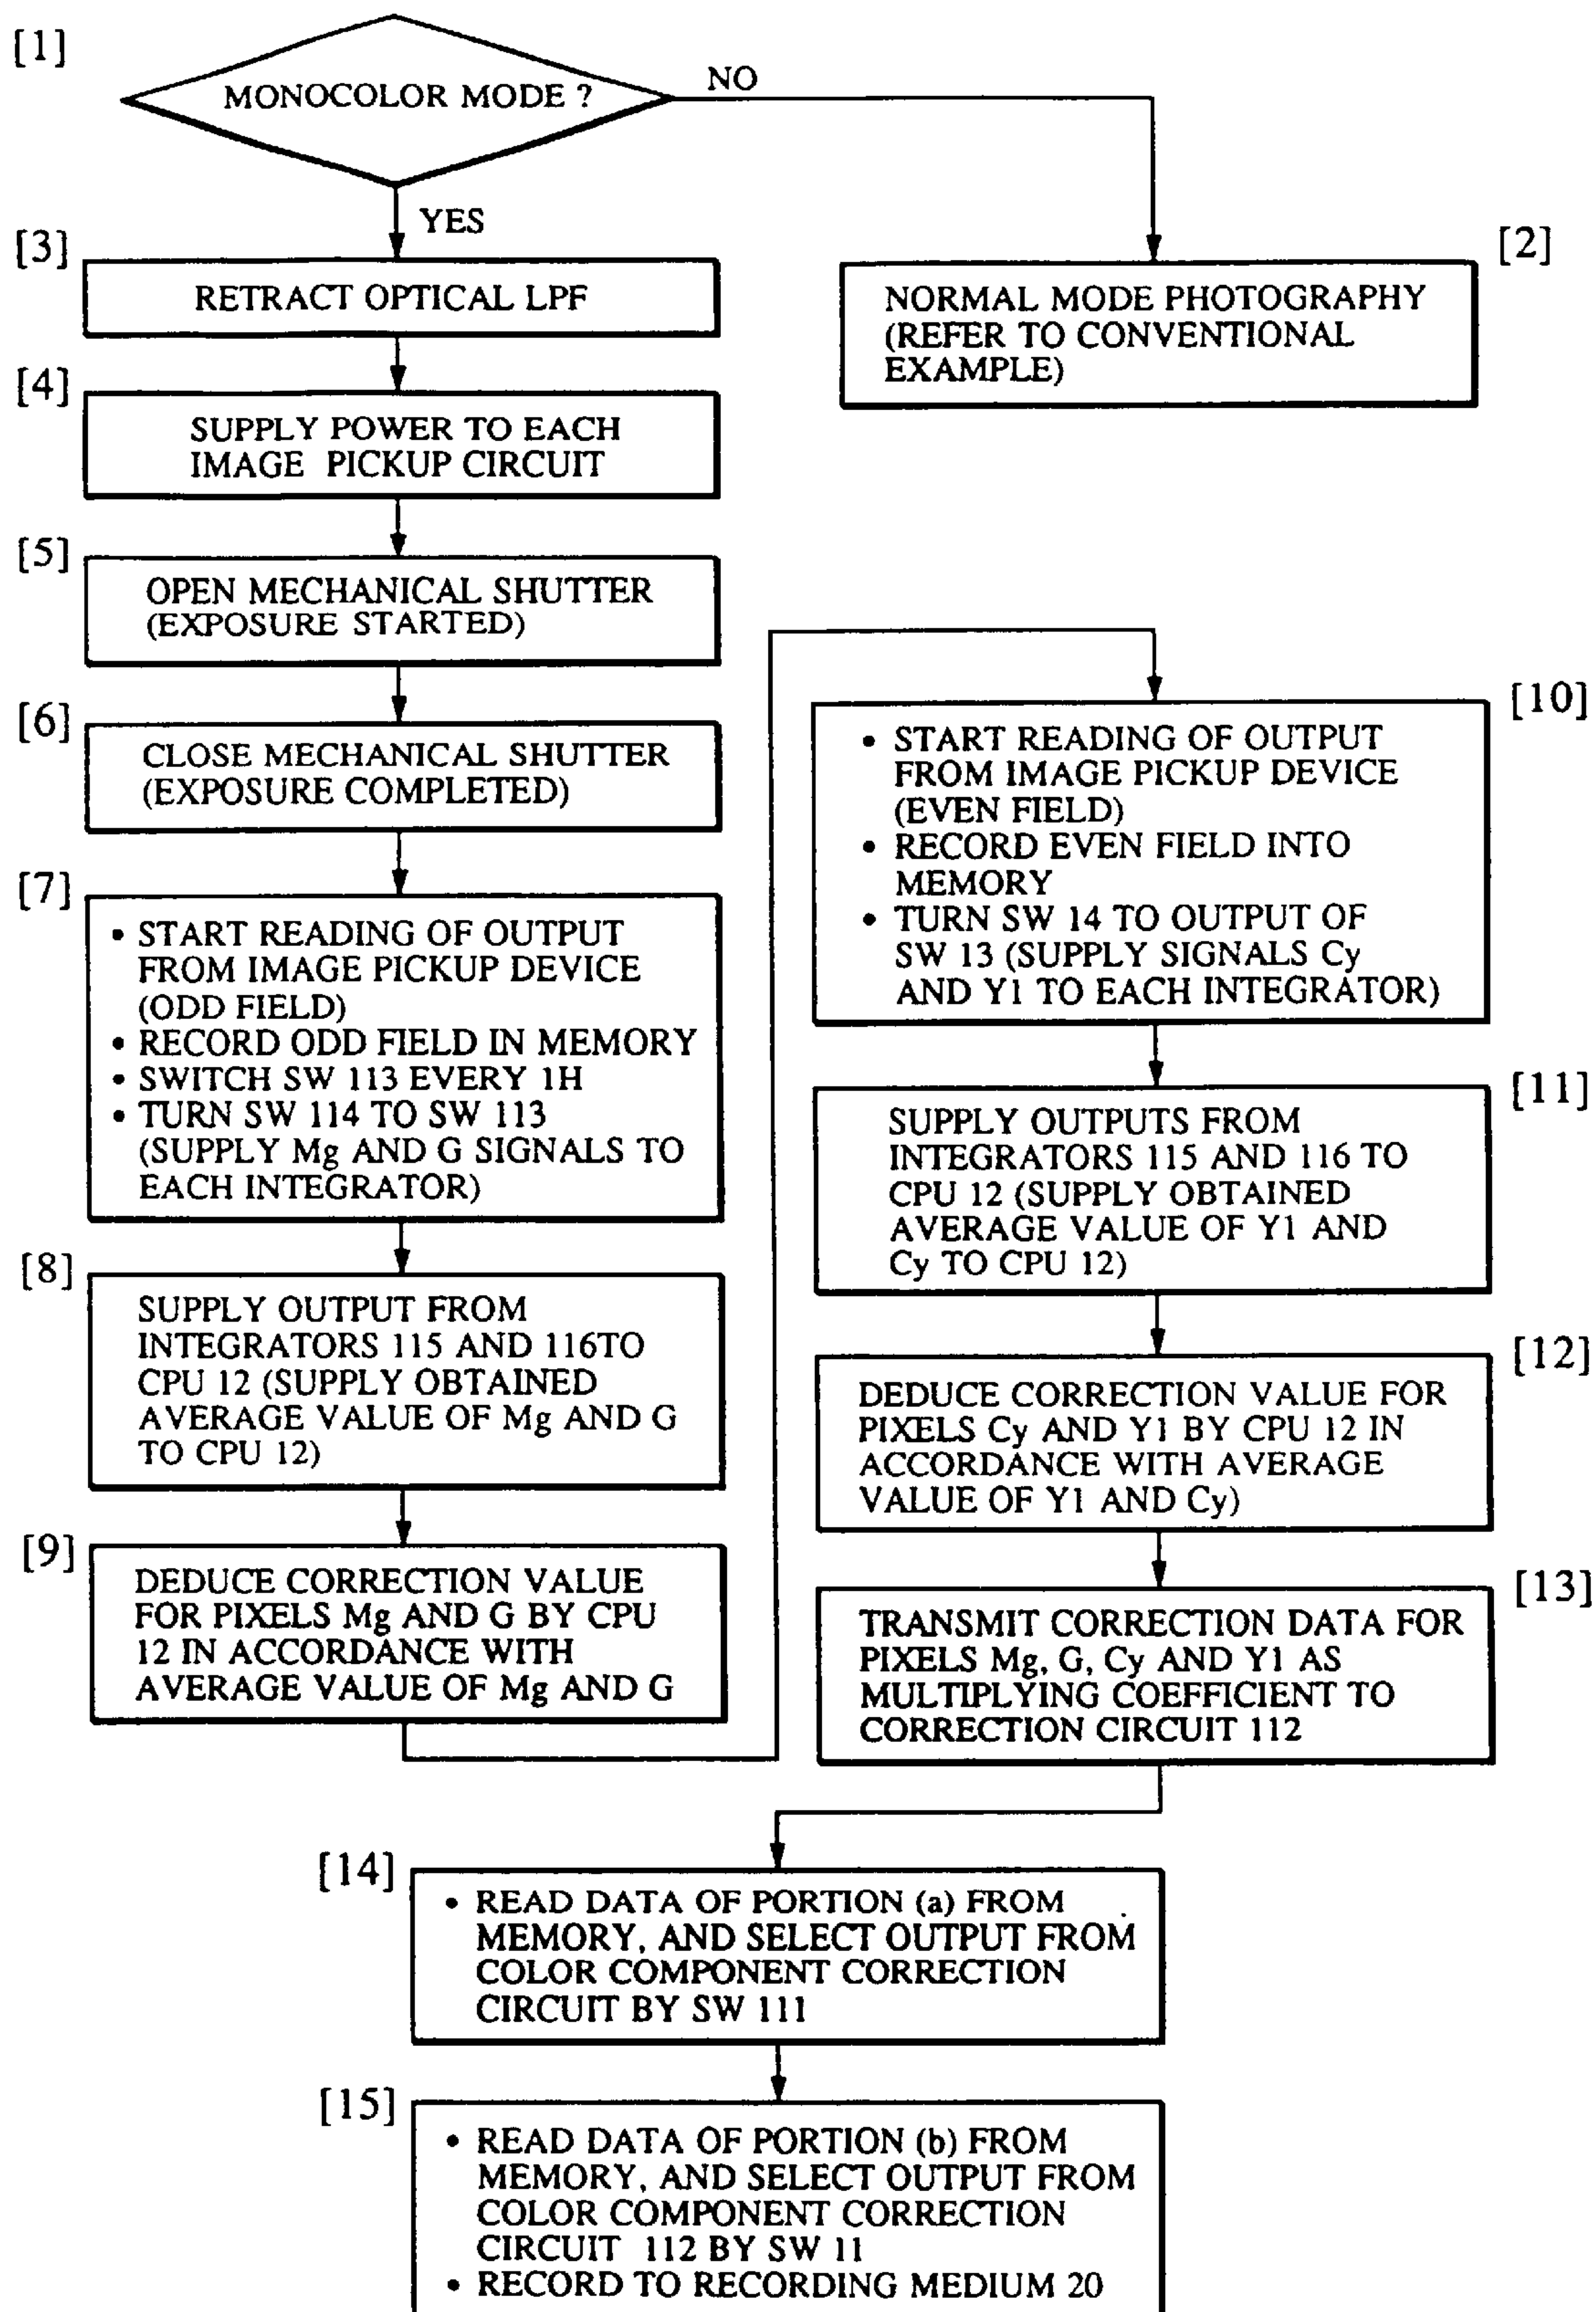 [1]
MONOCOLOR MODE ?
NO
YES
[3]
RETRACT OPTICAL LPF
[2]
NORMAL MODE PHOTOGRAPHY
(REFER TO CONVENTIONAL
EXAMPLE)
[4]
SUPPLY POWER TO EACH
IMAGE PICKUP CIRCUIT
[5]
OPEN MECHANICAL SHUTTER
(EXPOSURE STARTED)
[6]
CLOSE MECHANICAL SHUTTER
(EXPOSURE COMPLETED)
[7]
• START READING OF OUTPUT
FROM IMAGE PICKUP DEVICE
(ODD FIELD)
• RECORD ODD FIELD IN MEMORY
• SWITCH SW 113 EVERY 1H
• TURN SW 114 TO SW 113
(SUPPLY Mg AND G SIGNALS TO
EACH INTEGRATOR)
[8]
SUPPLY OUTPUT FROM
INTEGRATORS 115 AND 116TO
CPU 12 (SUPPLY OBTAINED
AVERAGE VALUE OF Mg AND G
TO CPU 12)
[9]
DEDUCE CORRECTION VALUE
FOR PIXELS Mg AND G BY CPU
12 IN ACCORDANCE WITH
AVERAGE VALUE OF Mg AND G
[10]
• START READING OF OUTPUT
FROM IMAGE PICKUP DEVICE
(EVEN FIELD)
• RECORD EVEN FIELD INTO
MEMORY
• TURN SW 14 TO OUTPUT OF
SW 13 (SUPPLY SIGNALS Cy
AND Y1 TO EACH INTEGRATOR)
[11]
SUPPLY OUTPUTS FROM
INTEGRATORS 115 AND 116 TO
CPU 12 (SUPPLY OBTAINED
AVERAGE VALUE OF Y1 AND
Cy TO CPU 12)
[12]
DEDUCE CORRECTION VALUE FOR
PIXELS Cy AND Y1 BY CPU 12 IN
ACCORDANCE WITH AVERAGE
VALUE OF Y1 AND Cy)
[13]
TRANSMIT CORRECTION DATA FOR
PIXELS Mg, G, Cy AND Y1 AS
MULTIPLYING COEFFICIENT TO
CORRECTION CIRCUIT 112
[14]
• READ DATA OF PORTION (a) FROM
MEMORY, AND SELECT OUTPUT FROM
COLOR COMPONENT CORRECTION
CIRCUIT BY SW 111
[15]
• READ DATA OF PORTION (b) FROM
MEMORY, AND SELECT OUTPUT FROM
COLOR COMPONENT CORRECTION
CIRCUIT 112 BY SW 11
• RECORD TO RECORDING MEDIUM 20